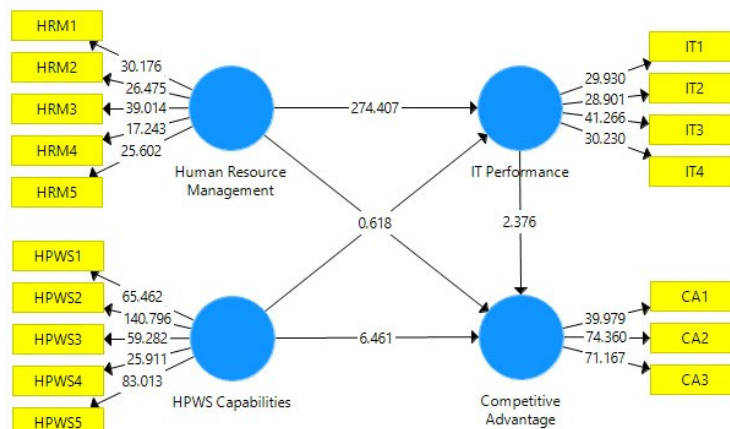 HRM1
HRM2
HRM3
HRM4
HRM5
30.176
26.475
39.014
17.243
25.602
Human Resource
Management
274.407
IT Performance
29.930
28.901
41.266
30.230
IT1
IT2
IT3
IT4
0.618
2.376
HPWS1
HPWS2
HPWS3
HPWS4
HPWS5
65.462
140.796
59.282
25.911
83.013
HPWS Capabilities
6.461
Competitive
Advantage
39.979
74.360
71.167
CA1
CA2
CA3